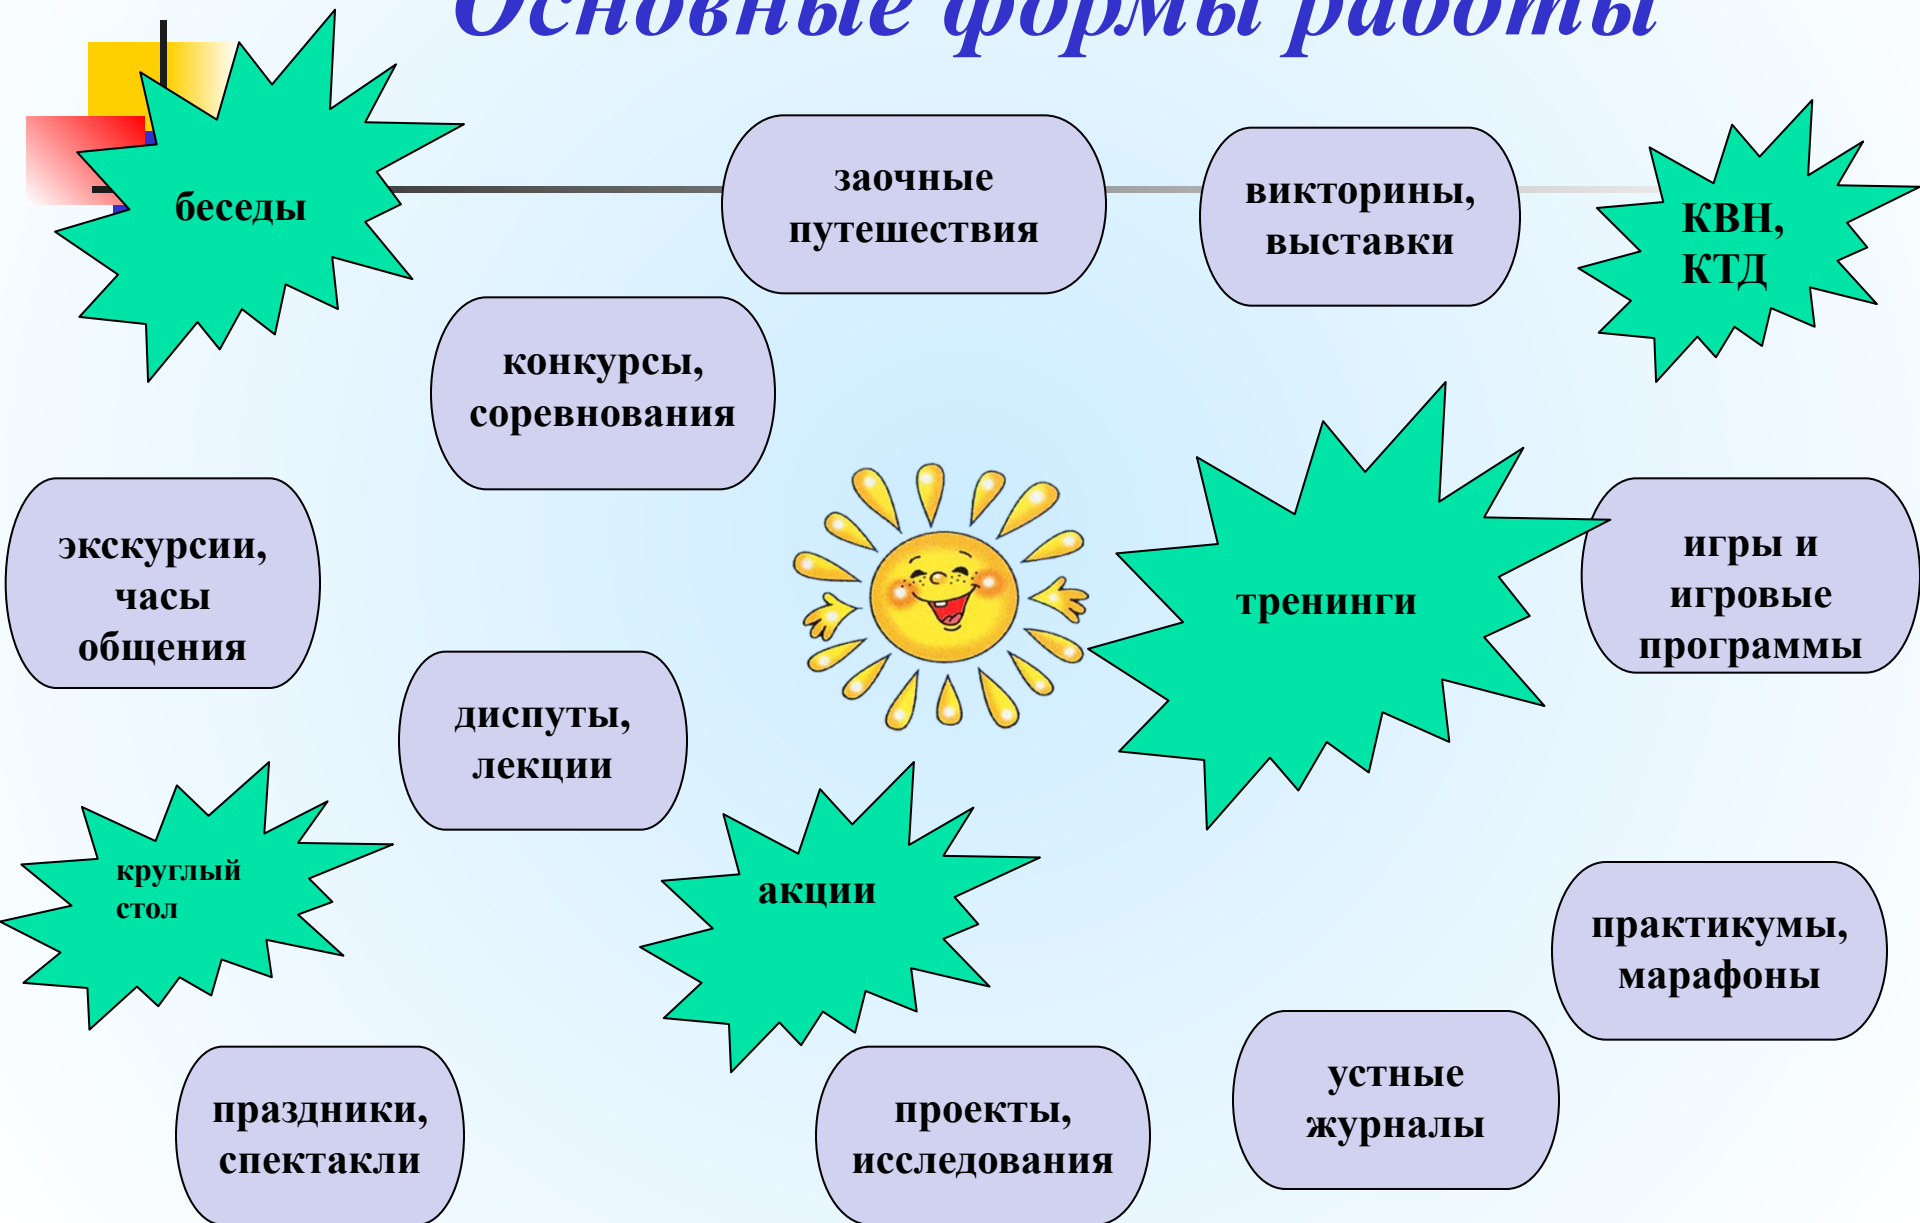 Основные формы работы
беседы
заочные
путешествия
викторины,
выставки
КВН,
КТД
конкурсы,
соревнования
экскурсии,
часы
общения
тренинги
игры и
игровые
программы
диспуты,
лекции
круглый
стол
акции
практикумы,
марафоны
устные
журналы
праздники,
спектакли
проекты,
исследования